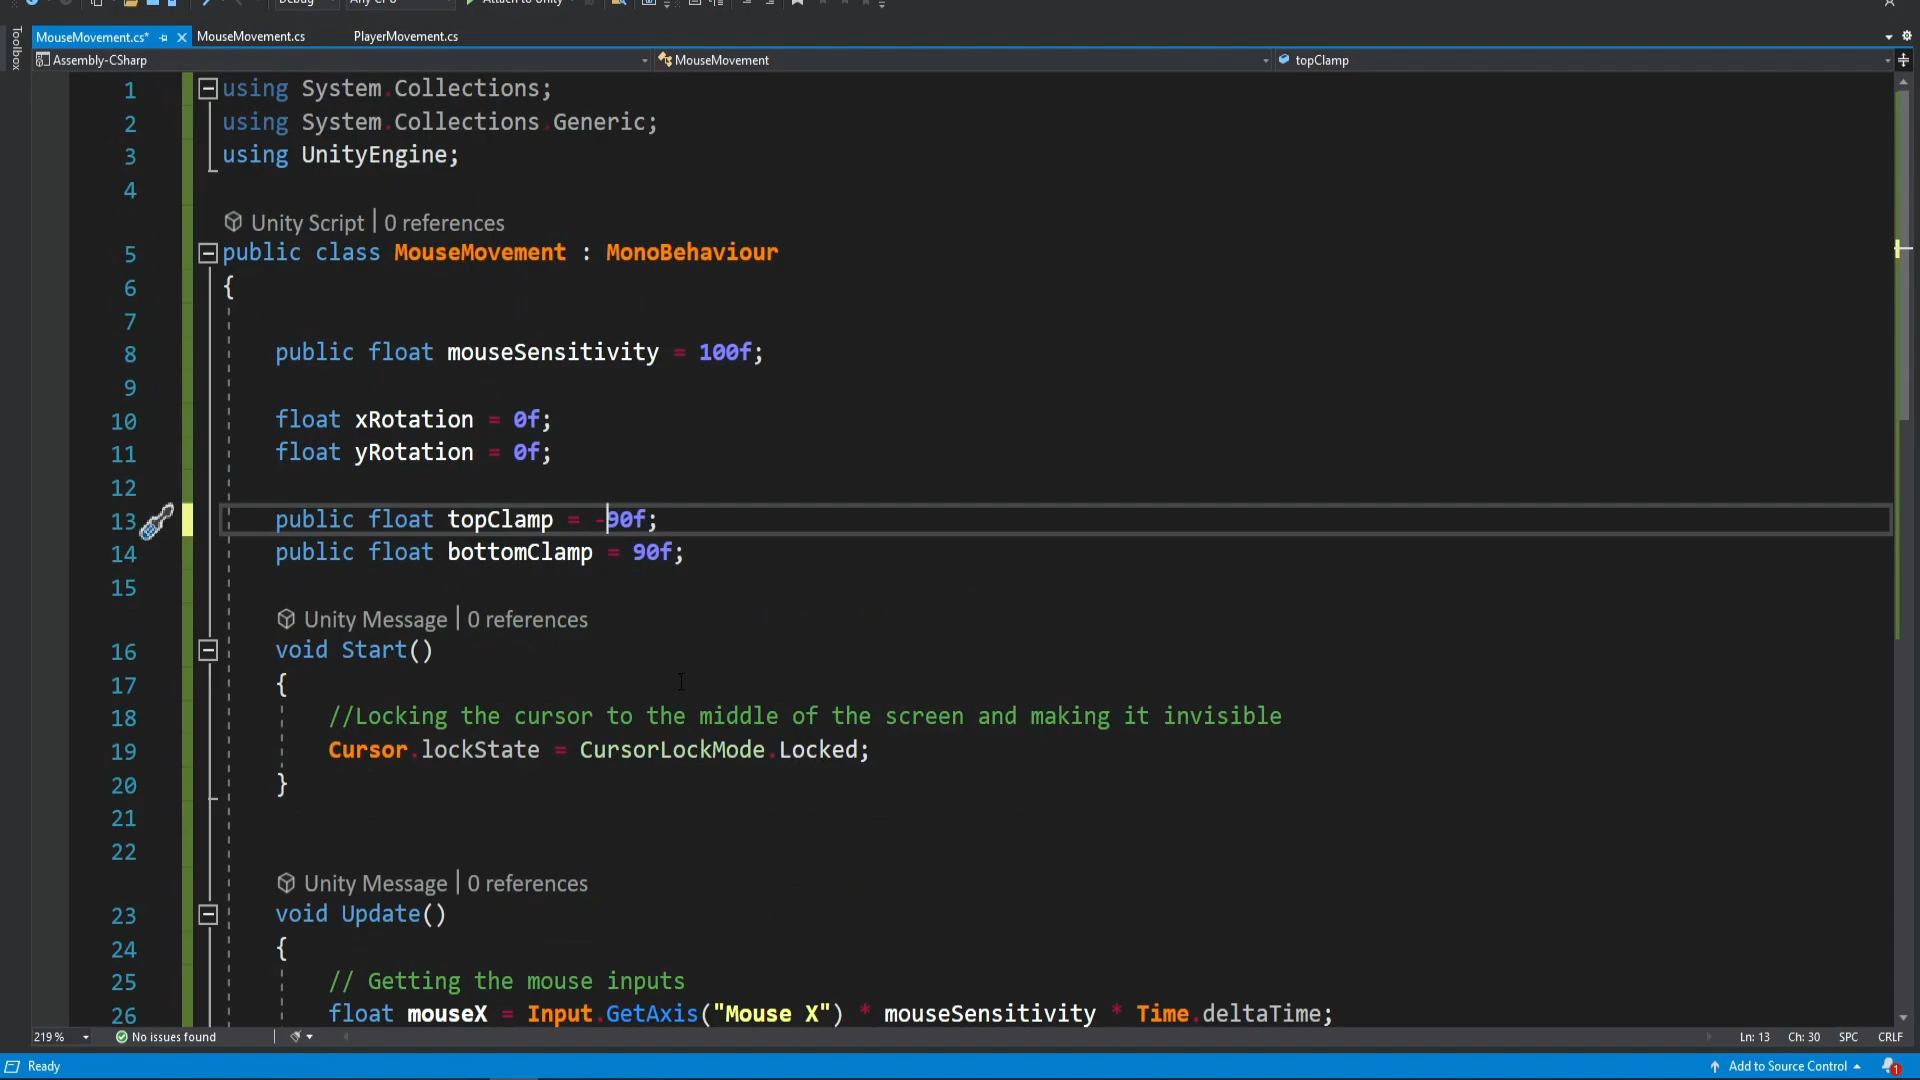 Debug Any CPU Attach to Unity
Toolbox
MouseMovement.cs* MouseMovement.cs PlayerMovement.cs
Assembly-CSharp MouseMovement topClamp
1 using System.Collections;
2 using System.Collections.Generic;
3 using UnityEngine;
4
Unity Script | 0 references
5 public class MouseMovement : MonoBehaviour
6 {
7
8 public float mouseSensitivity = 100f;
9
10 float xRotation = 0f;
11 float yRotation = 0f;
12
13 public float topClamp = -90f;
14 public float bottomClamp = 90f;
15
Unity Message | 0 references
16 void Start()
17 {
18 //Locking the cursor to the middle of the screen and making it invisible
19 Cursor.lockState = CursorLockMode.Locked;
20 }
21
22
Unity Message | 0 references
23 void Update()
24 {
25 // Getting the mouse inputs
26 float mouseX = Input.GetAxis("Mouse X") * mouseSensitivity * Time.deltaTime;
219 % No issues found Ln: 13 Ch: 30 SPC CRLF
Ready Add to Source Control 1